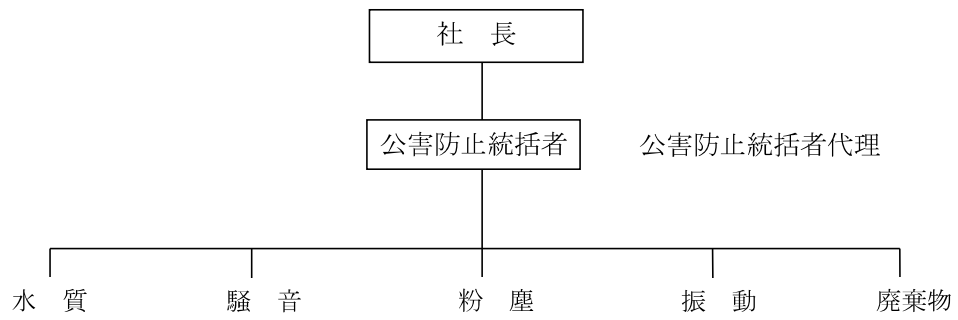 社　長
公害防止統括者　公害防止統括者代理
水　質　騒　音　粉　塵　振　動　廃棄物